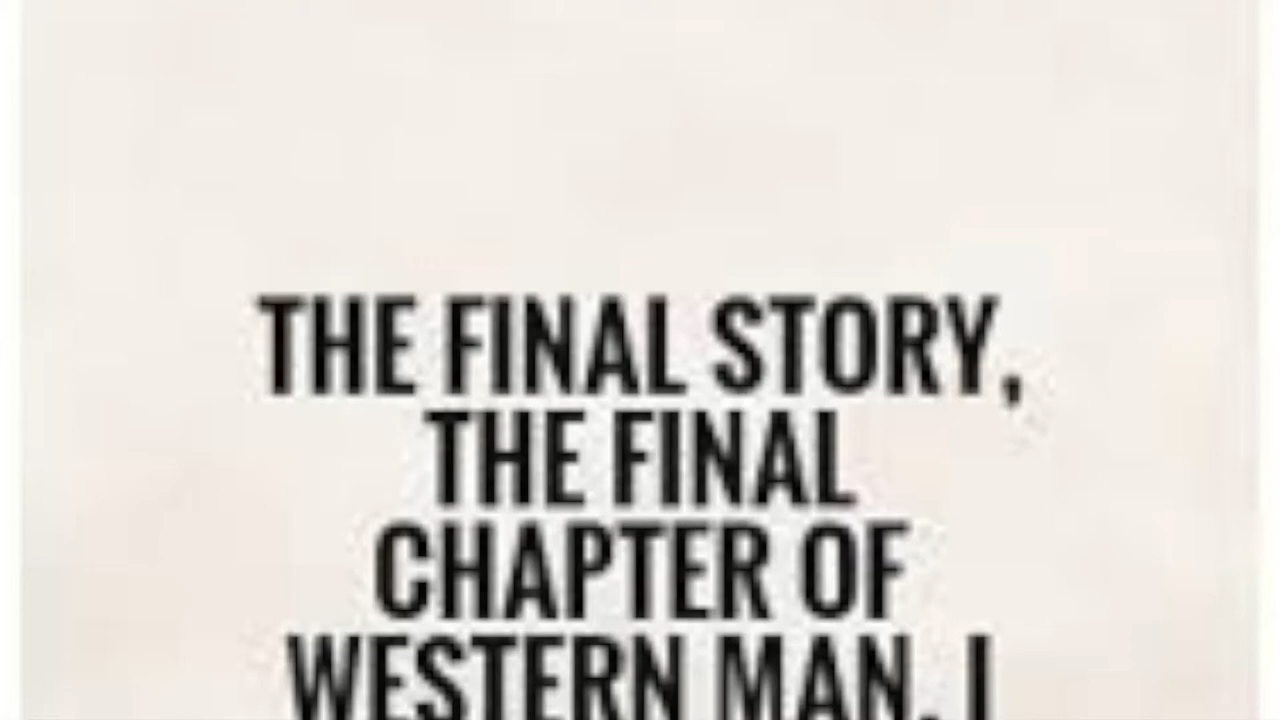 THE FINAL STORY,
THE FINAL
CHAPTER OF
WESTERN MAN, I